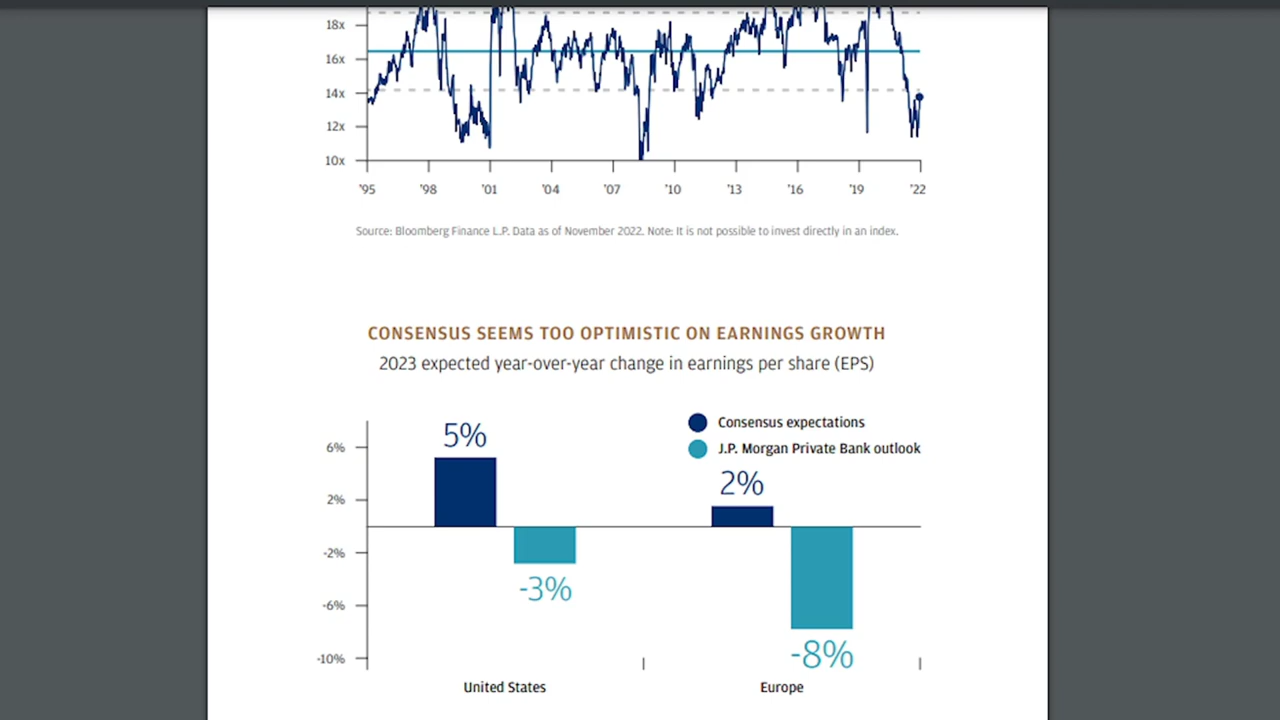 18x
16x
14x
12x
10x
'95 '98 '01 '04 '07 '10 '13 '16 '19 '22
Source: Bloomberg Finance L.P. Data as of November 2022. Note: It is not possible to invest directly in an index.
CONSENSUS SEEMS TOO OPTIMISTIC ON EARNINGS GROWTH
2023 expected year-over-year change in earnings per share (EPS)
Consensus expectations
J.P. Morgan Private Bank outlook
5%
6%
2%
2%
-2%
-3%
-6%
-8%
-10%
United States Europe